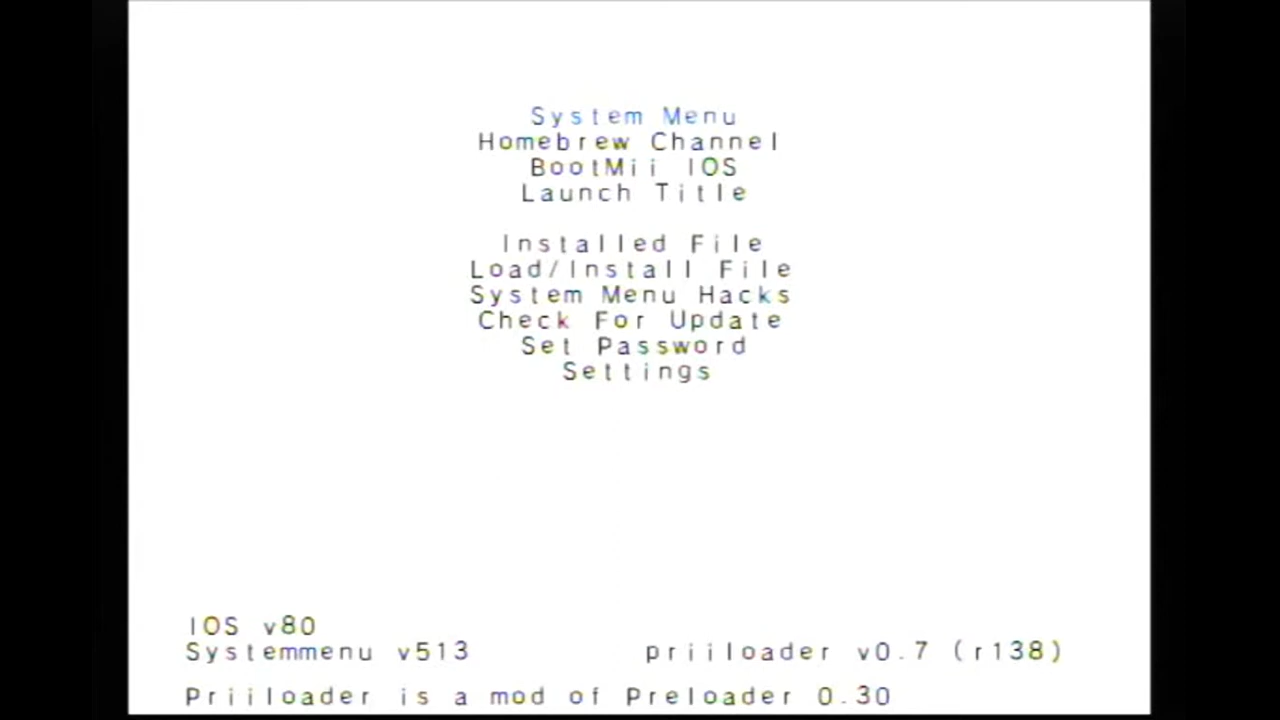 System Menu
Homebrew Channel
BootMii IOS
Launch Title
Installed File
Load/Install File
System Menu Hacks
Check For Update
Set Password
Settings
IOS v80
Systemmenu v513
priiloader v0.7 (r138)
Priiloader is a mod of Preloader 0.30